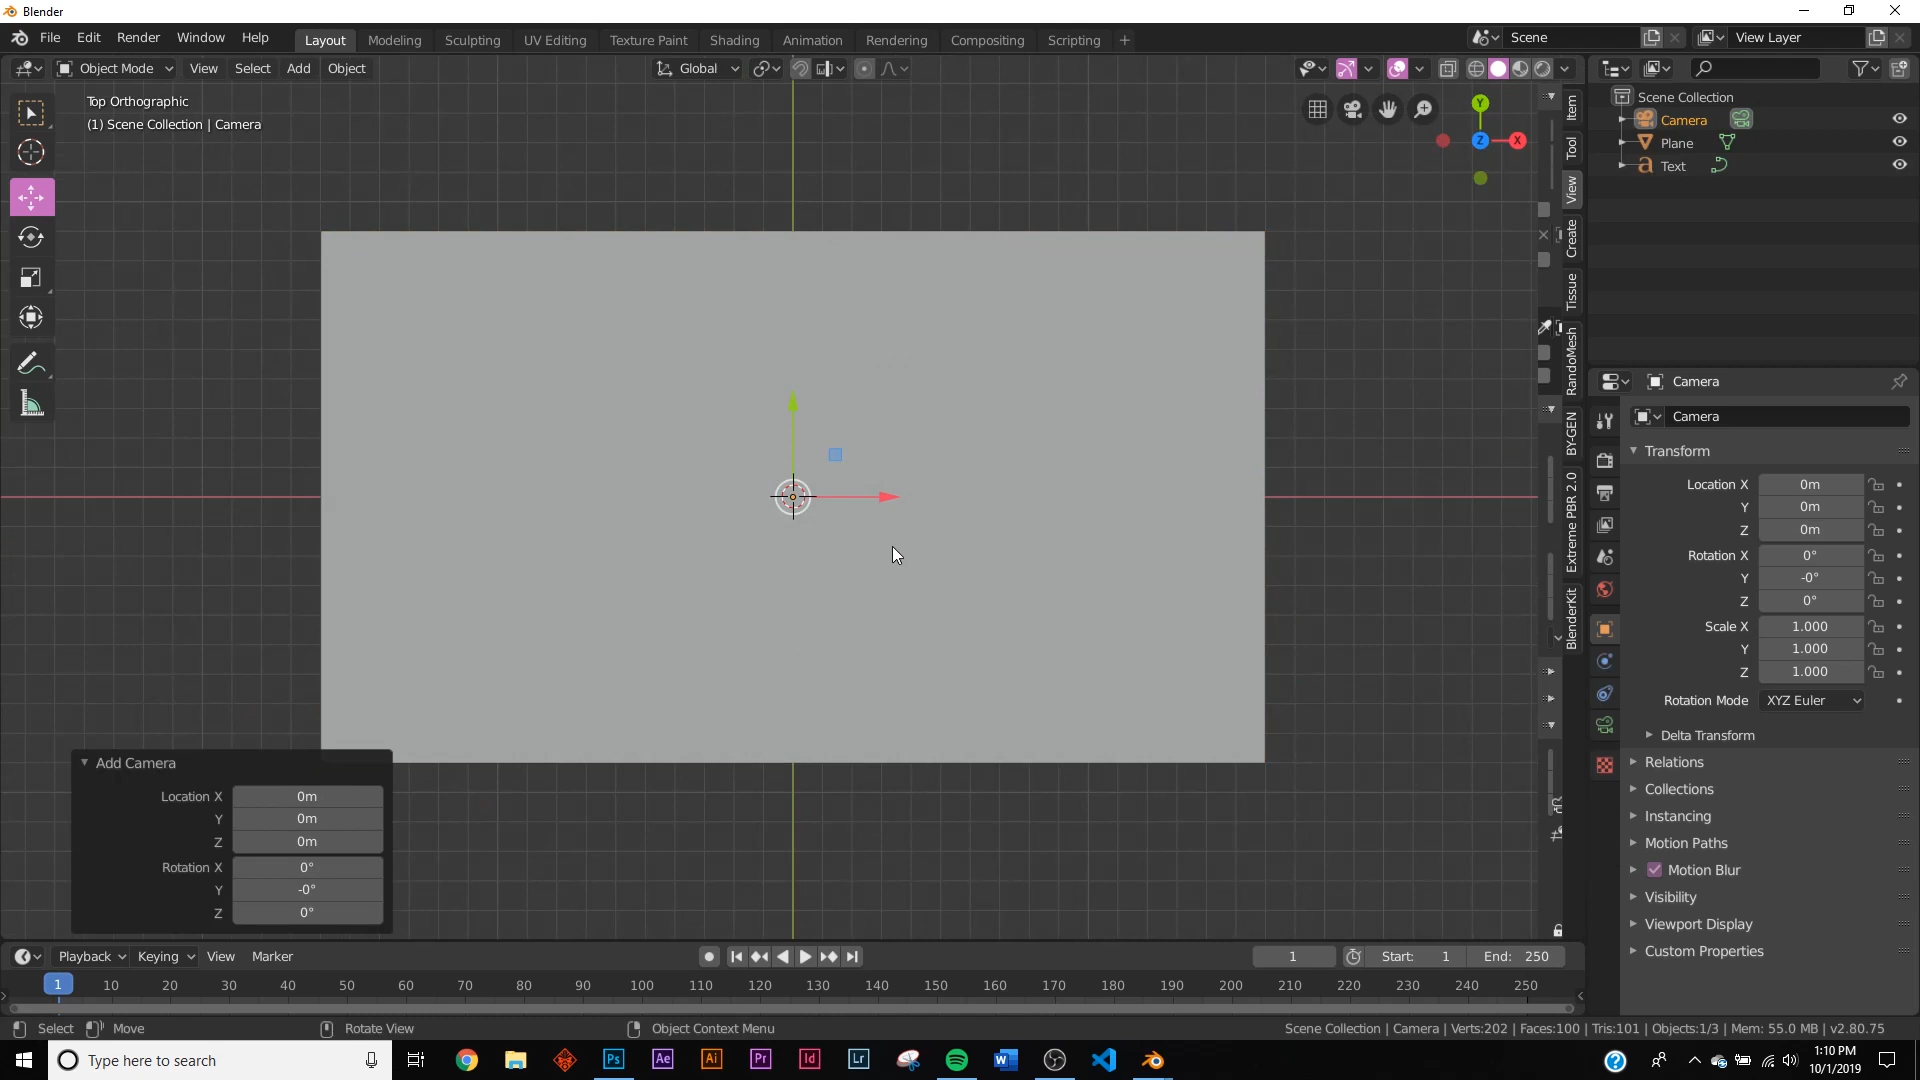 Blender
File Edit Render Window Help Layout Modeling Sculpting UV Editing Texture Paint Shading Animation Rendering Compositing Scripting + Scene View Layer
Object Mode View Select Add Object Global
Top Orthographic
(1) Scene Collection | Camera
Y
Z
X
Item
Tool
View
Create
Tissue
RandoMesh
BY-GEN
Extreme PBR 2.0
BlenderKit
Scene Collection
Camera
Plane
Text
Camera
Camera
Transform
Location X 0m
Y 0m
Z 0m
Rotation X 0°
Y -0°
Z 0°
Scale X 1.000
Y 1.000
Z 1.000
Rotation Mode XYZ Euler
Delta Transform
Relations
Collections
Instancing
Motion Paths
Motion Blur
Visibility
Viewport Display
Custom Properties
Add Camera
Location X 0m
Y 0m
Z 0m
Rotation X 0°
Y -0°
Z 0°
Playback Keying View Marker 1 Start: 1 End: 250
1 10 20 30 40 50 60 70 80 90 100 110 120 130 140 150 160 170 180 190 200 210 220 230 240 250
Select Move Rotate View Object Context Menu Scene Collection | Camera | Verts:202 | Faces:100 | Tris:101 | Objects:1/3 | Mem: 55.0 MB | v2.80.75
Type here to search Ps Ae Ai Pr Id Lr 1:10 PM
10/1/2019